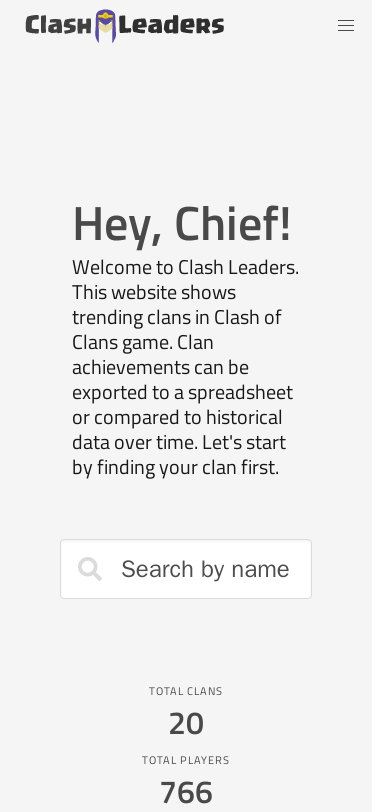 Clash Leaders
Hey, Chief!
Welcome to Clash Leaders.
This website shows
trending clans in Clash of
Clans game. Clan
achievements can be
exported to a spreadsheet
or compared to historical
data over time. Let's start
by finding your clan first.
Search by name
TOTAL CLANS
20
TOTAL PLAYERS
766